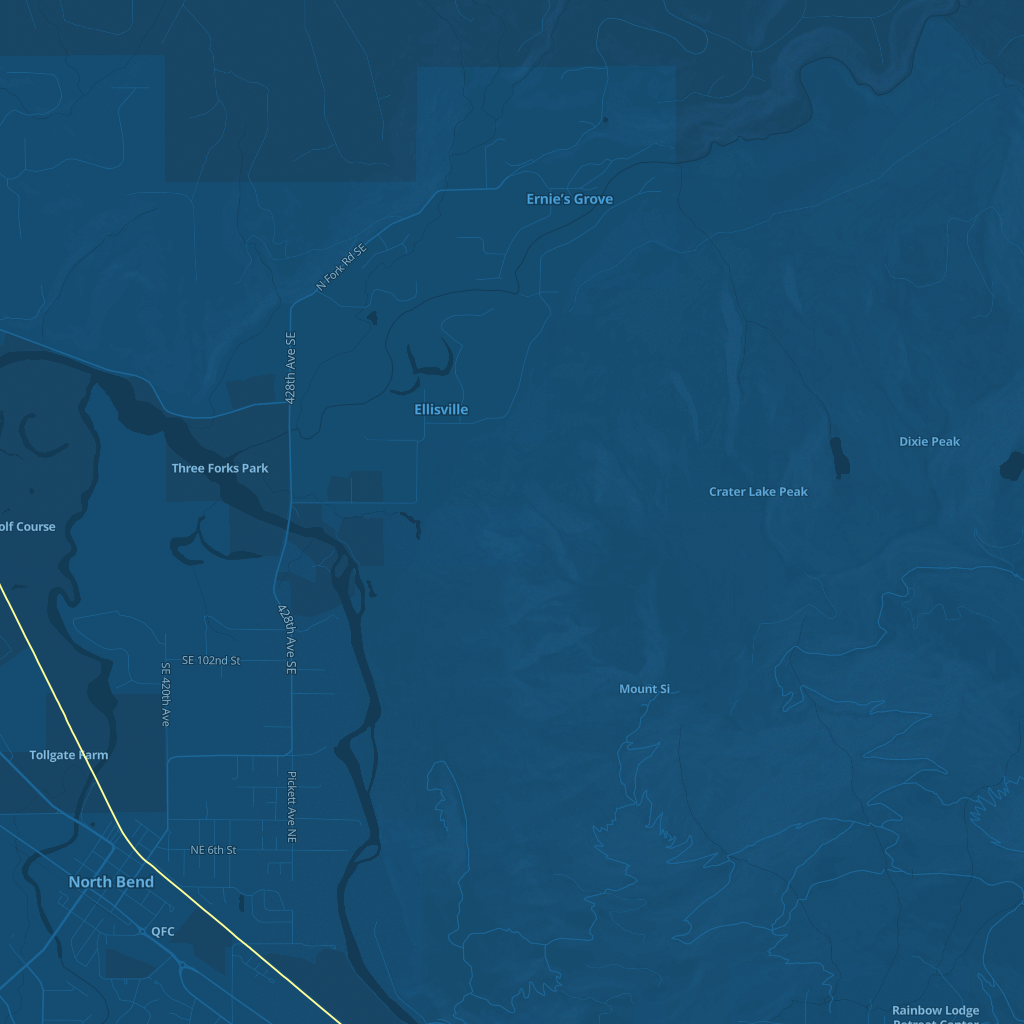 Ernie's Grove
N Fork Rd SE
428th Ave SE
Ellisville
Dixie Peak
Three Forks Park
Crater Lake Peak
olf Course
428th Ave SE
SE 102nd St
SE 420th Ave
Mount Si
Tollgate Farm
Pickett Ave NE
NE 6th St
North Bend
QFC
Rainbow Lodge
Retreat Center